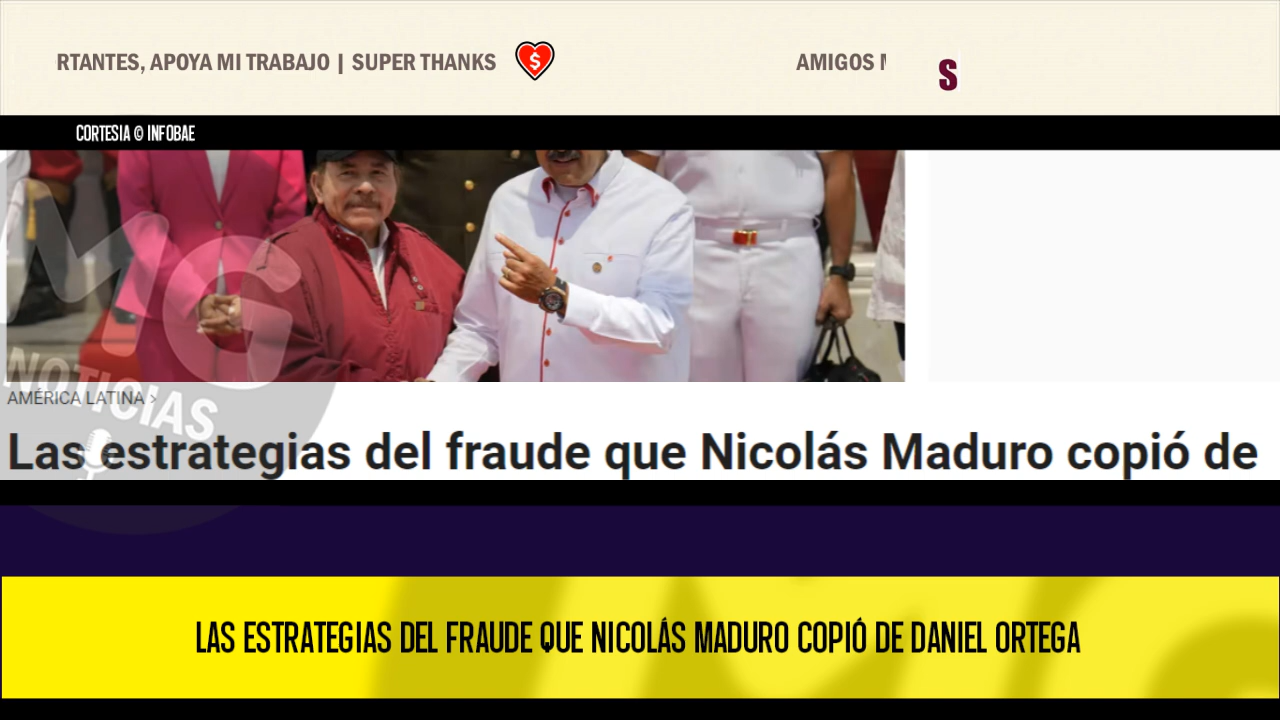 RTANTES, APOYA MI TRABAJO | SUPER THANKS
$
AMIGOS
S
CORTESIA © INFOBAE
MG
NOTICIAS
AMÉRICA LATINA >
Las estrategias del fraude que Nicolás Maduro copió de
LAS ESTRATEGIAS DEL FRAUDE QUE NICOLÁS MADURO COPIÓ DE DANIEL ORTEGA